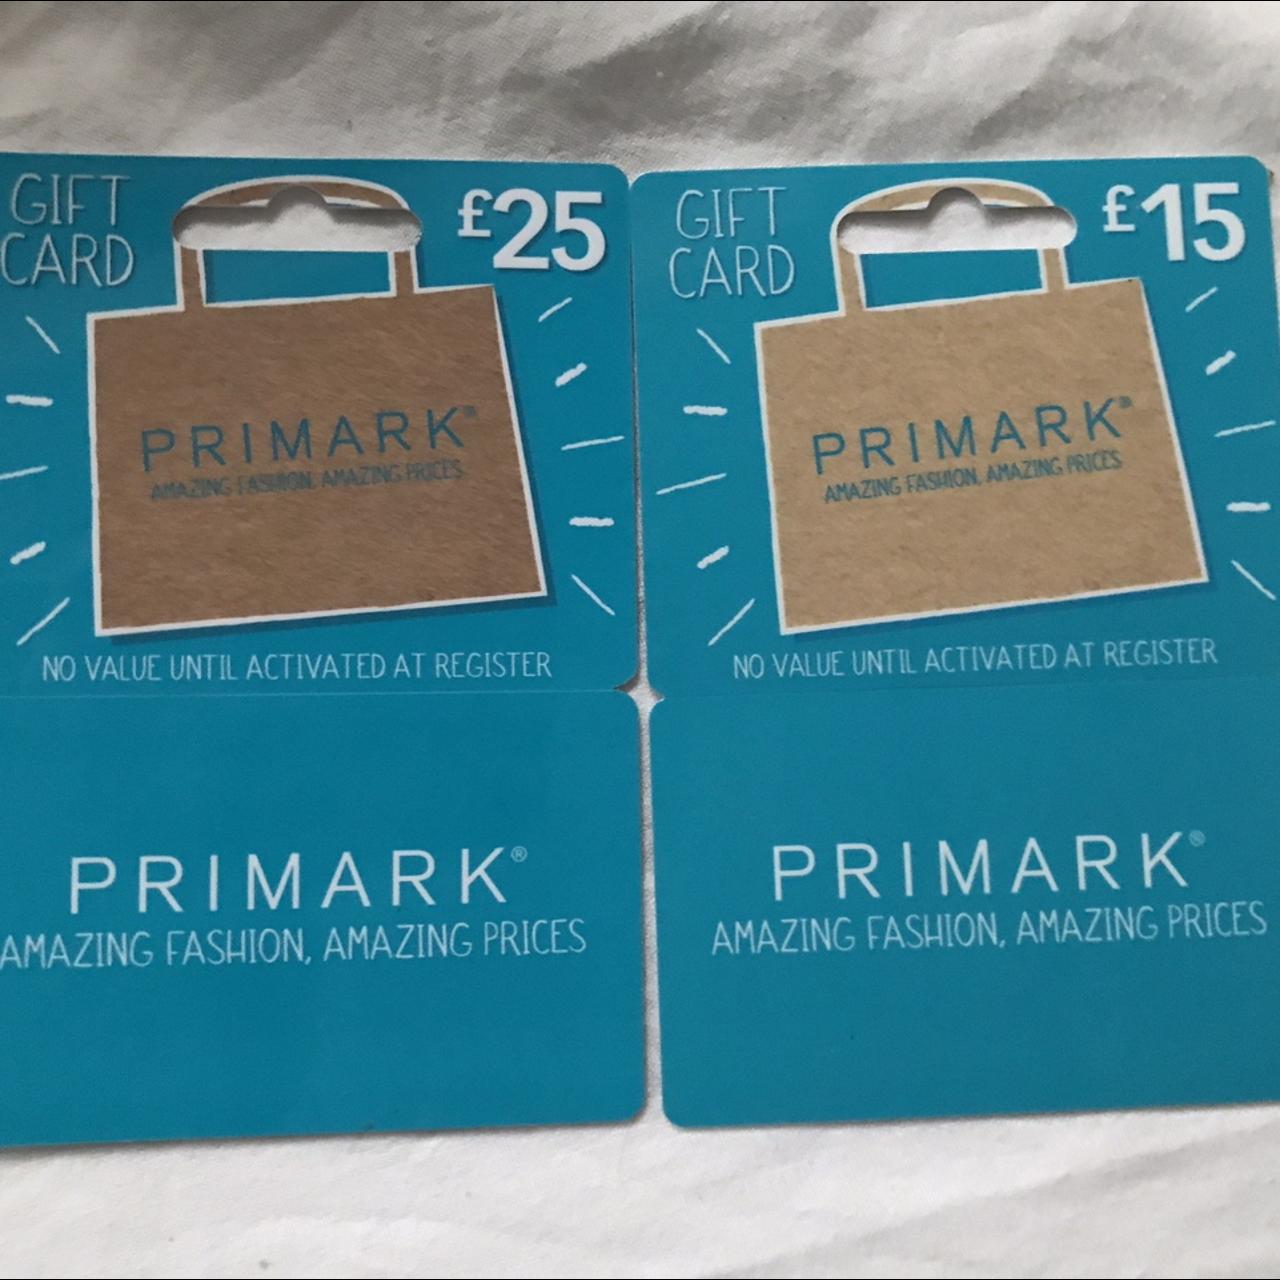 GIFT
CARD
£25
PRIMARK®
AMAZING FASHION, AMAZING PRICES
NO VALUE UNTIL ACTIVATED AT REGISTER
PRIMARK®
AMAZING FASHION, AMAZING PRICES
GIFT
CARD
£15
PRIMARK®
AMAZING FASHION, AMAZING PRICES
NO VALUE UNTIL ACTIVATED AT REGISTER
PRIMARK®
AMAZING FASHION, AMAZING PRICES